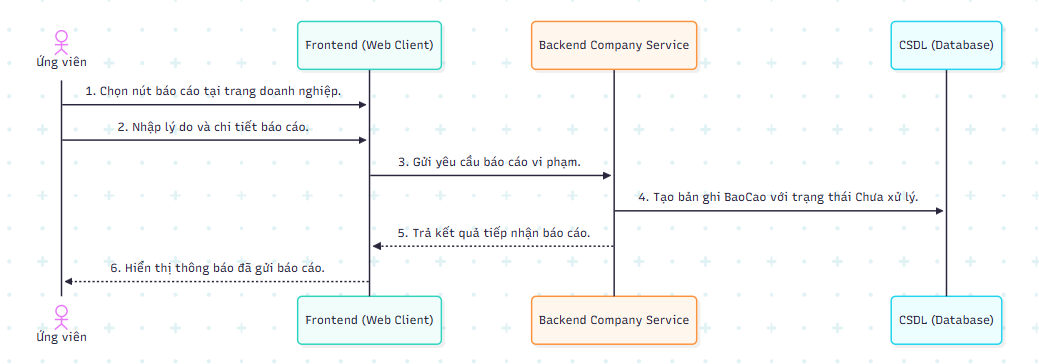 Ứng viên
Frontend (Web Client)
Backend Company Service
CSDL (Database)
1. Chọn nút báo cáo tại trang doanh nghiệp.
2. Nhập lý do và chi tiết báo cáo.
3. Gửi yêu cầu báo cáo vi phạm.
4. Tạo bản ghi BaoCao với trạng thái Chưa xử lý.
5. Trả kết quả tiếp nhận báo cáo.
6. Hiển thị thông báo đã gửi báo cáo.
Ứng viên
Frontend (Web Client)
Backend Company Service
CSDL (Database)